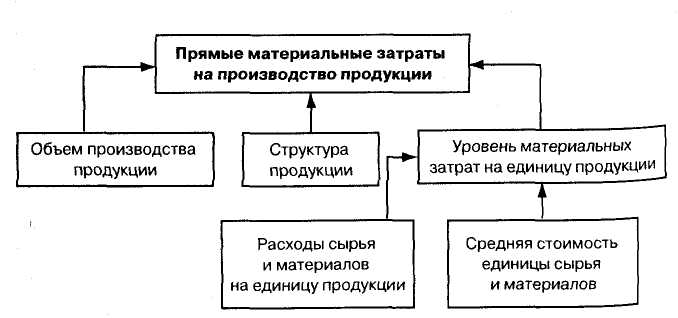 Прямые материальные затраты
на производство продукции
Объем производства
продукции
Структура
продукции
Уровень материальных
затрат на единицу продукции
Расходы сырья
и материалов
на единицу продукции
Средняя стоимость
единицы сырья
и материалов